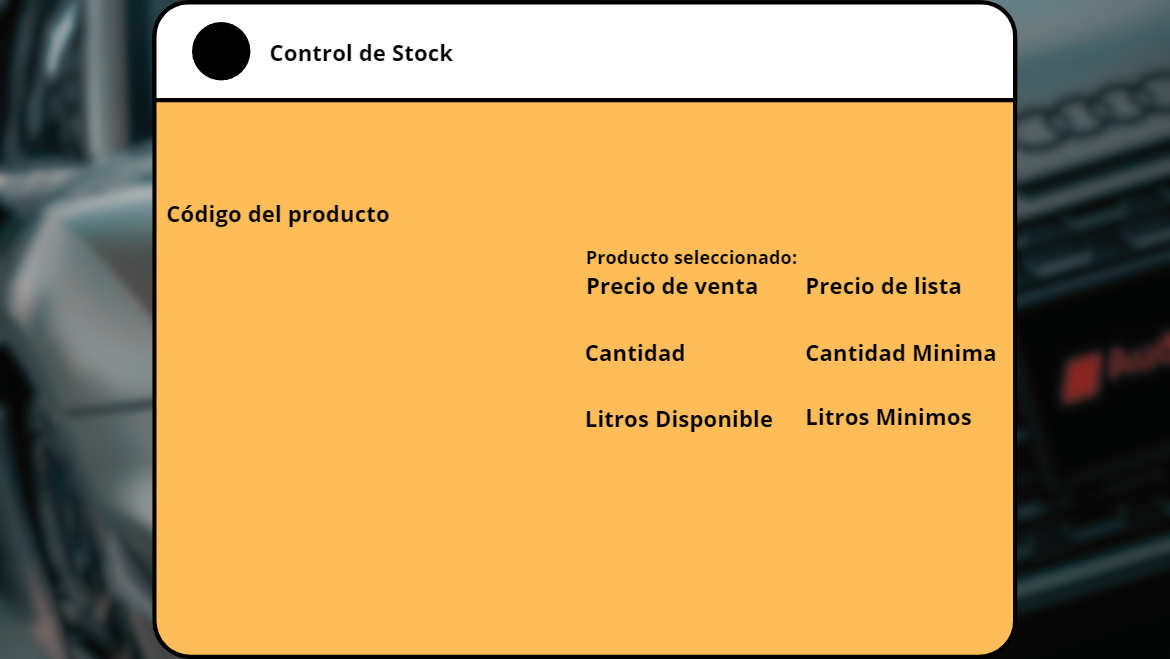 Control de Stock
Código del producto
Producto seleccionado:
Precio de venta Precio de lista
Cantidad Cantidad Minima
Litros Disponible Litros Minimos